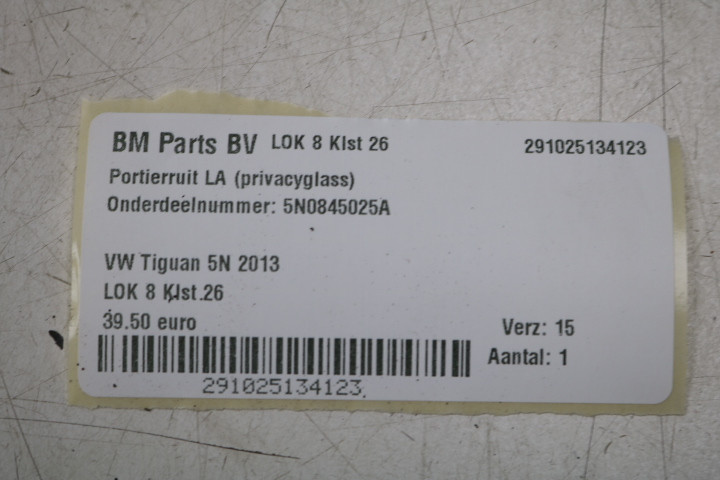 BM Parts BV LOK 8 Klst 26 291025134123
Portierruit LA (privacyglass)
Onderdeelnummer: 5N0845025A
VW Tiguan 5N 2013
LOK 8 Klst 26
39.50 euro Verz: 15
Aantal: 1
291025134123